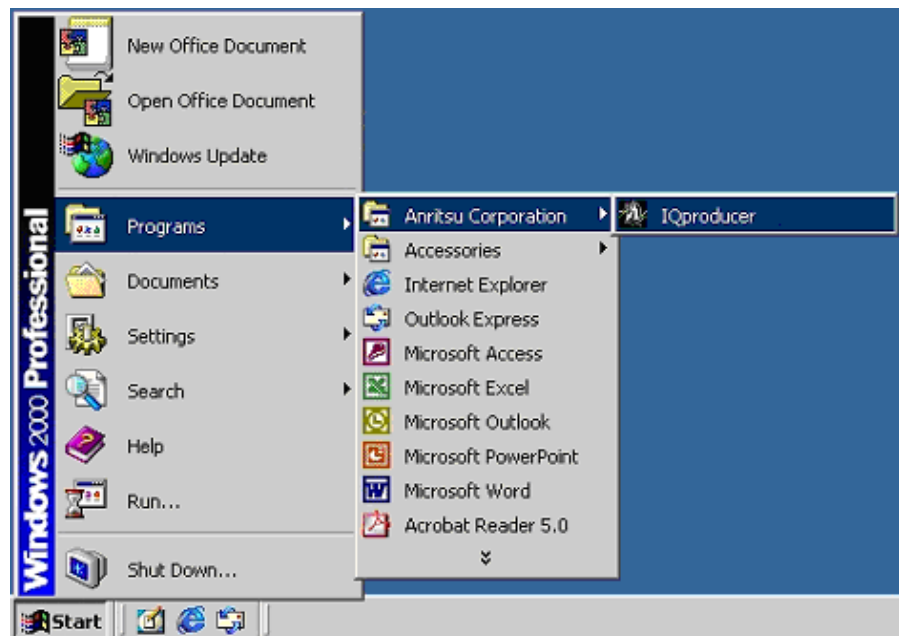 New Office Document
Open Office Document
Windows Update
Programs
Documents
Settings
Search
Help
Run...
Shut Down...
Windows 2000 Professional
Anritsu Corporation
Accessories
Internet Explorer
Outlook Express
Microsoft Access
Microsoft Excel
Microsoft Outlook
Microsoft PowerPoint
Microsoft Word
Acrobat Reader 5.0
IQproducer
Start